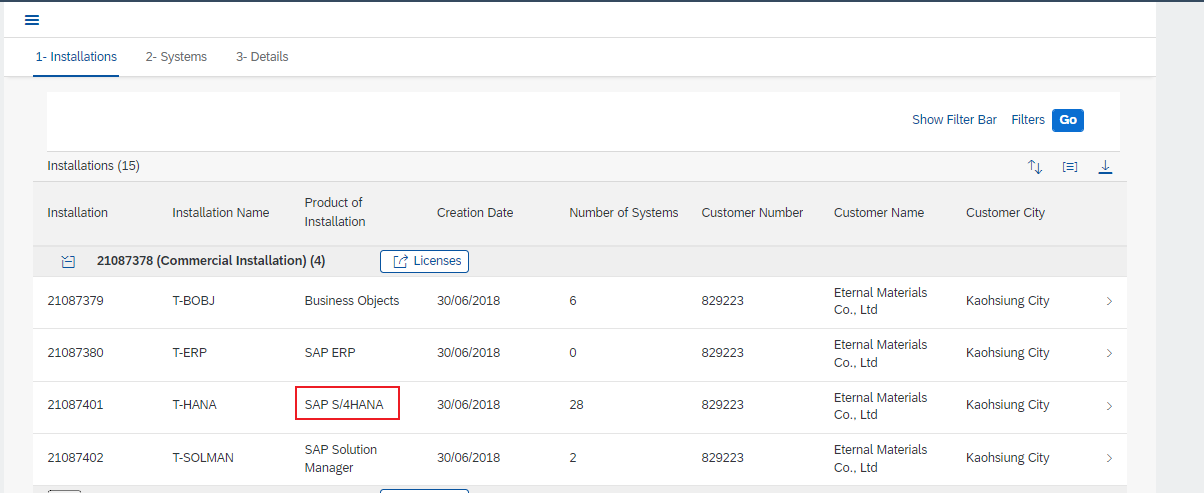 1- Installations 2- Systems 3- Details
Show Filter Bar Filters Go
Installations (15)
Installation Installation Name Product of Installation Creation Date Number of Systems Customer Number Customer Name Customer City
21087378 (Commercial Installation) (4) Licenses
21087379 T-BOBJ Business Objects 30/06/2018 6 829223 Eternal Materials Co., Ltd Kaohsiung City
21087380 T-ERP SAP ERP 30/06/2018 0 829223 Eternal Materials Co., Ltd Kaohsiung City
21087401 T-HANA SAP S/4HANA 30/06/2018 28 829223 Eternal Materials Co., Ltd Kaohsiung City
21087402 T-SOLMAN SAP Solution Manager 30/06/2018 2 829223 Eternal Materials Co., Ltd Kaohsiung City